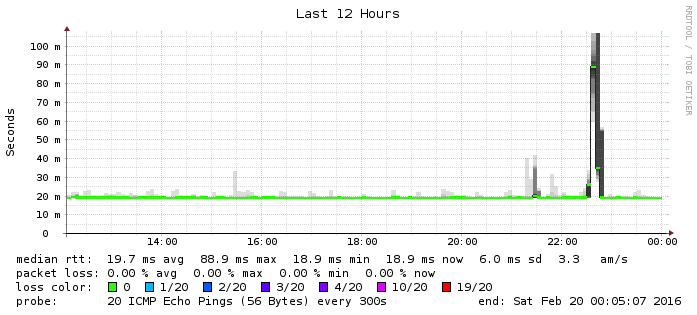 Last 12 Hours
RRDTOOL / TOBI OETIKER
Seconds
100 m
90 m
80 m
70 m
60 m
50 m
40 m
30 m
20 m
10 m
0
14:00 16:00 18:00 20:00 22:00 00:00
median rtt: 19.7 ms avg 88.9 ms max 18.9 ms min 18.9 ms now 6.0 ms sd 3.3 am/s
packet loss: 0.00 % avg 0.00 % max 0.00 % min 0.00 % now
loss color: 0 1/20 2/20 3/20 4/20 10/20 19/20
probe: 20 ICMP Echo Pings (56 Bytes) every 300s end: Sat Feb 20 00:05:07 2016